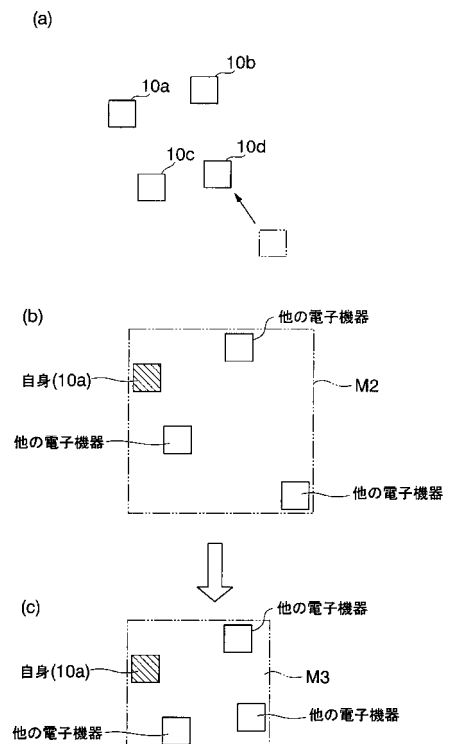 (a)
10a
10b
10c
10d
(b)
他の電子機器
自身(10a)
M2
他の電子機器
他の電子機器
(c)
他の電子機器
自身(10a)
M3
他の電子機器
他の電子機器